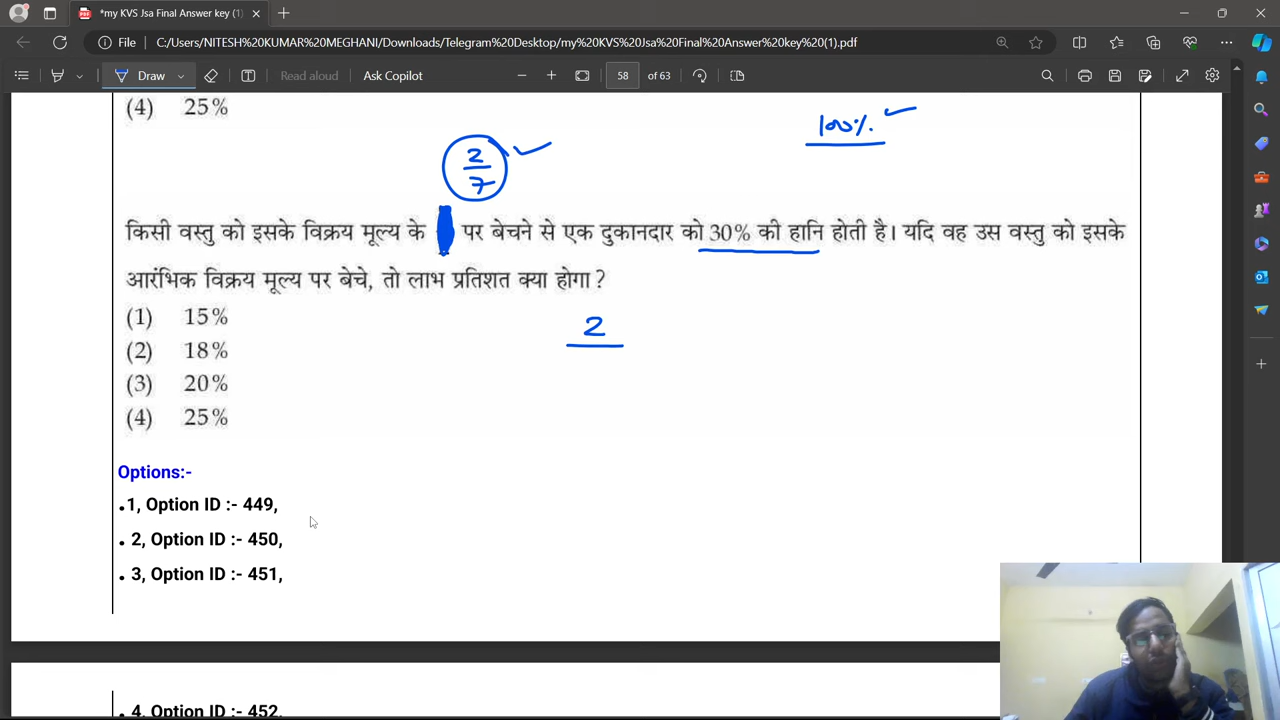 *my KVS Jsa Final Answer key (1)
File C:/Users/NITESH%20KUMAR%20MEGHANI/Downloads/Telegram%20Desktop/my%20KVS%20Jsa%20Final%20Answer%20key%20(1).pdf
Draw Read aloud Ask Copilot 58 of 63
(4) 25%
100%.
2
7
किसी वस्तु को इसके विक्रय मूल्य के पर बेचने से एक दुकानदार को 30% की हानि होती है। यदि वह उस वस्तु को इसके
आरंभिक विक्रय मूल्य पर बेचे, तो लाभ प्रतिशत क्या होगा?
(1) 15%
2
(2) 18%
(3) 20%
(4) 25%
Options:-
.1, Option ID :- 449,
. 2, Option ID :- 450,
. 3, Option ID :- 451,
. 4, Option ID :- 452,